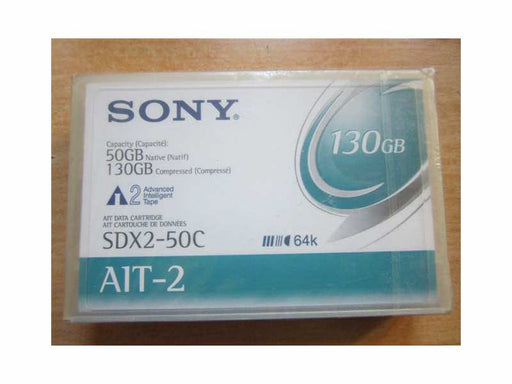 SONY®
Capacity (Capacité):
50GB Native (Natif)
130GB Compressed (Compressé)
130GB
2 Advanced
Intelligent
Tape
AIT DATA CARTRIDGE
AIT CARTOUCHE DE DONNÉES
SDX2-50C
64k
AIT-2